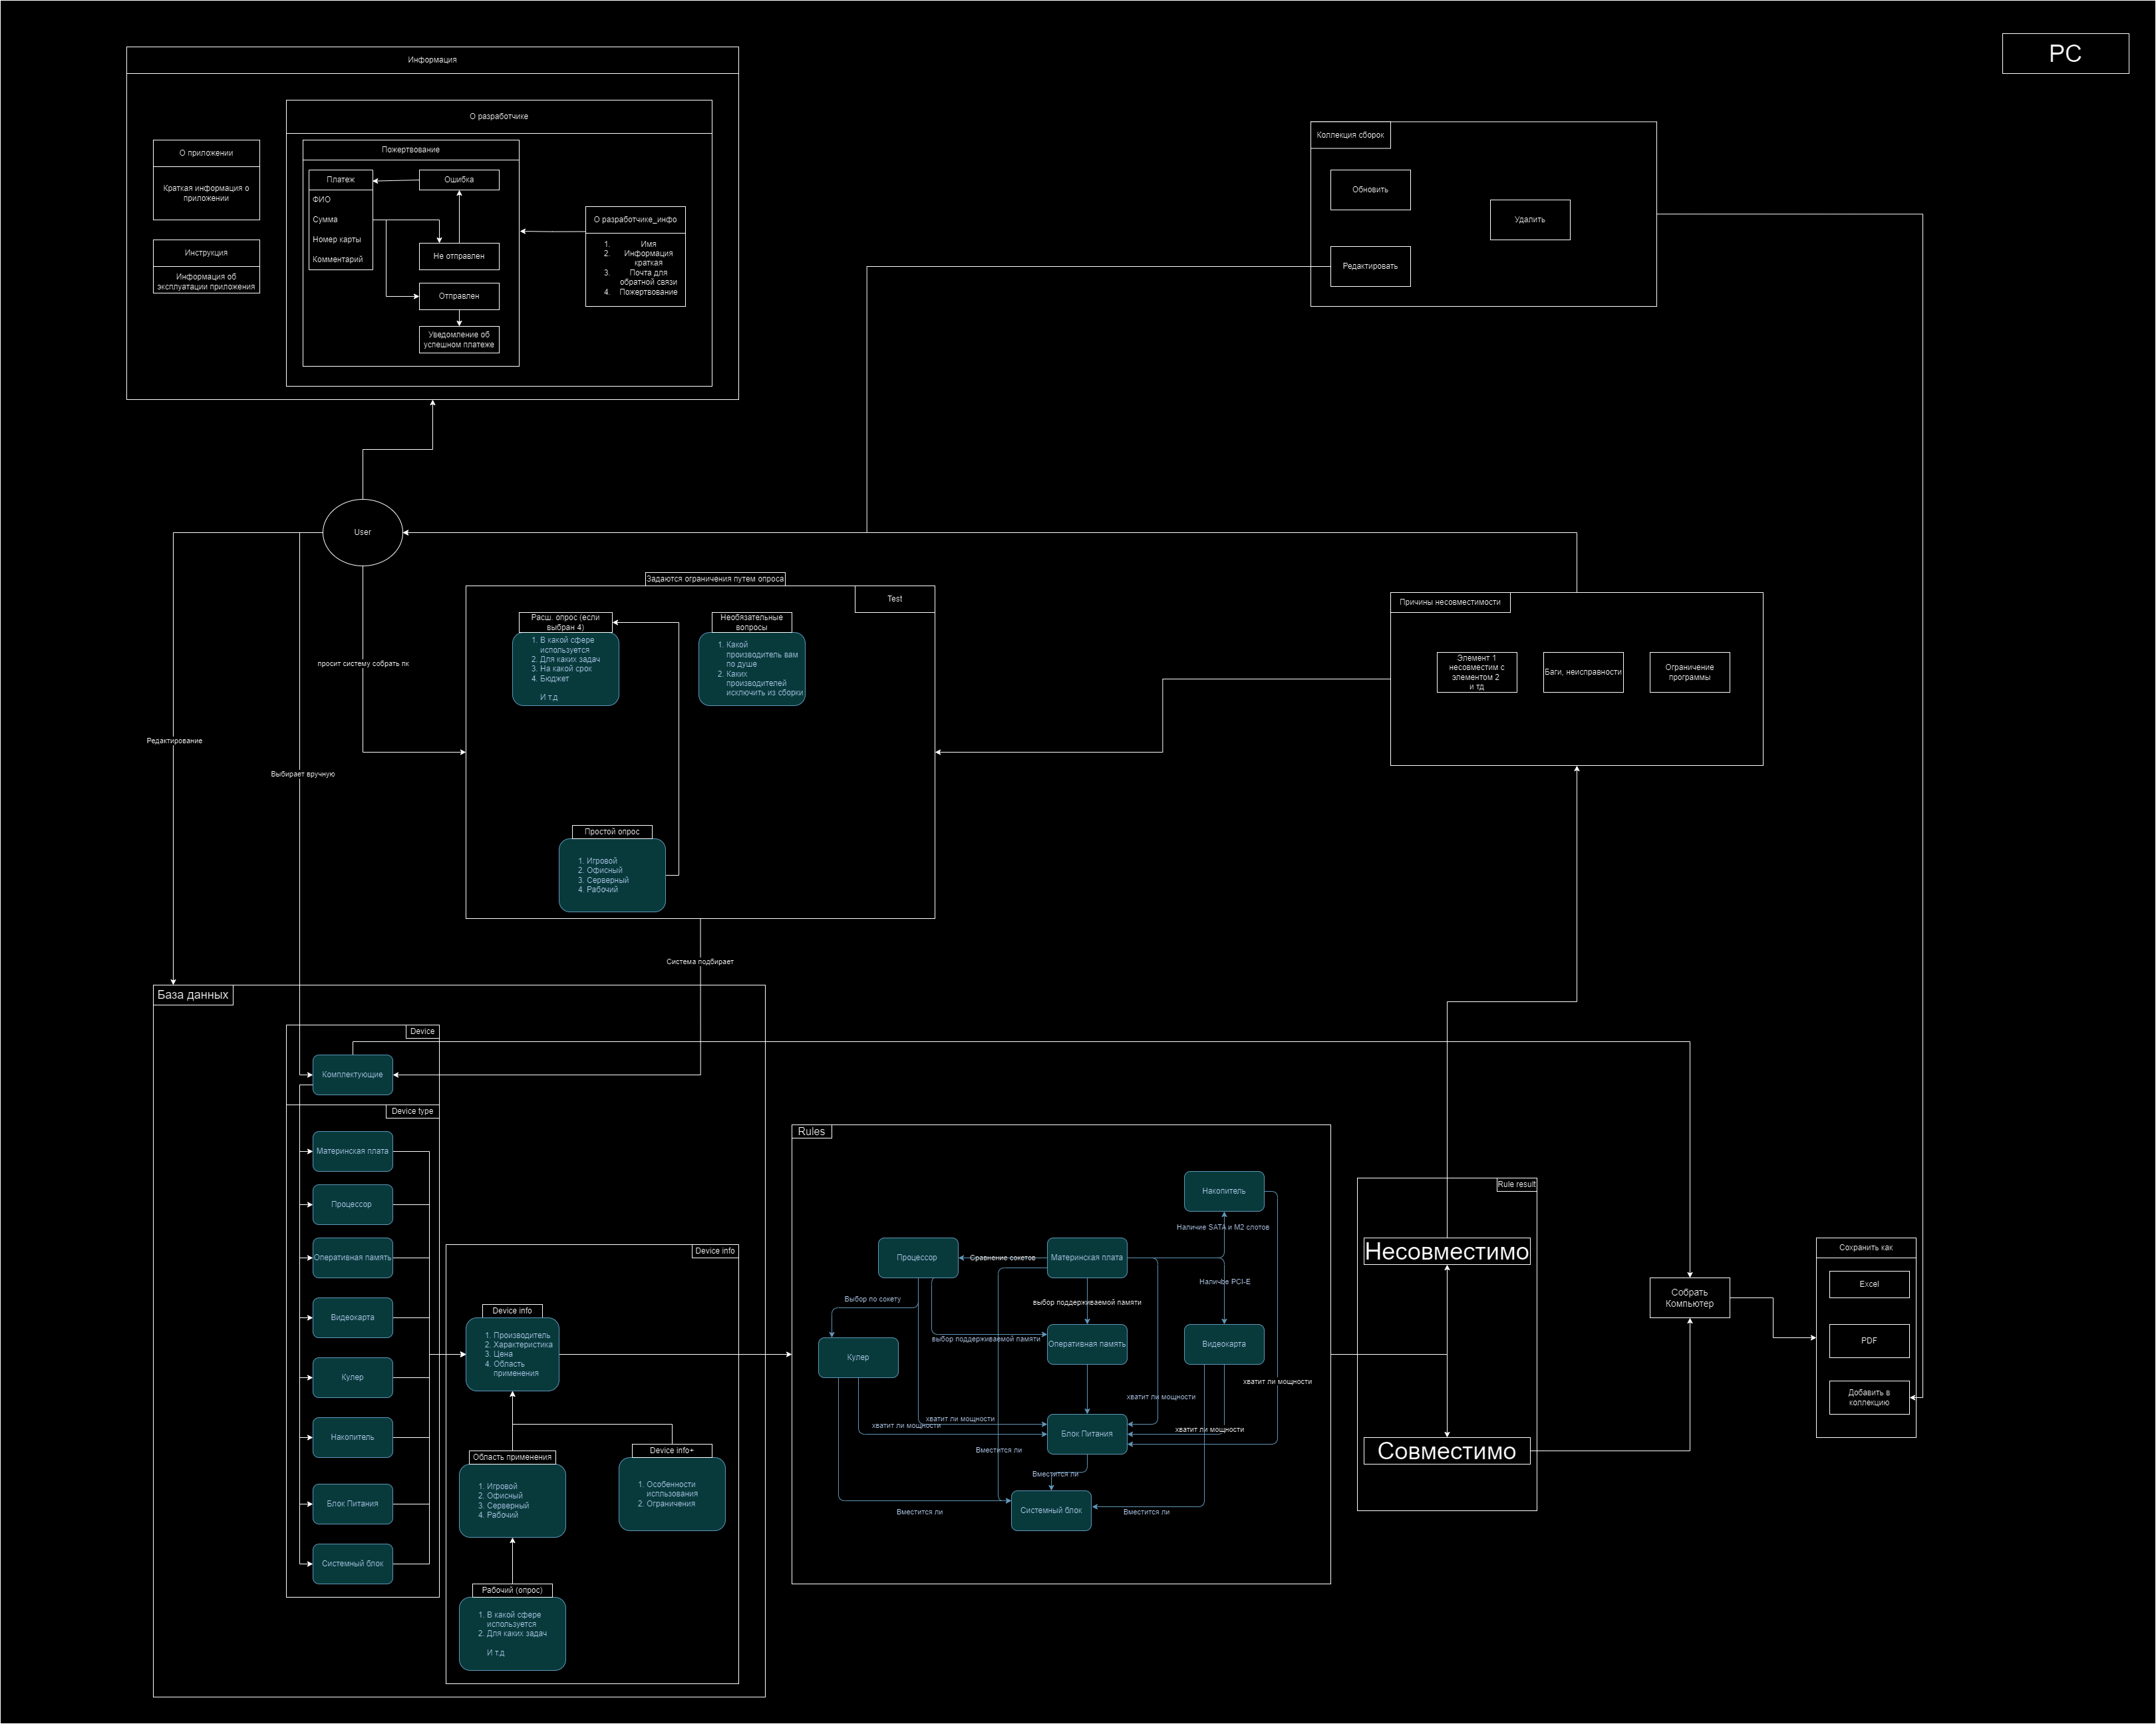 PC
Информация
О разработчике
О приложении
Краткая информация о
приложении
Инструкция
Информация об
эксплуатации приложения
Пожертвование
Платеж
ФИО
Сумма
Номер карты
Комментарий
Ошибка
Не отправлен
Отправлен
Уведомление об
успешном платеже
О разработчике_инфо
1. Имя
2. Информация
краткая
3. Почта для
обратной связи
4. Пожертвование
Коллекция сборок
Обновить
Удалить
Редактировать
User
просит систему собрать пк
Редактирование
Выбирает вручную
Задаются ограничения путем опроса
Test
Расш. опрос (если
выбран 4)
1. В какой сфере
используется
2. Для каких задач
3. На какой срок
4. Бюджет
И т.д
Необязательные
вопросы
1. Какой
производитель вам
по душе
2. Каких
производителей
исключить из сборки
Простой опрос
1. Игровой
2. Офисный
3. Серверный
4. Рабочий
Причины несовместимости
Элемент 1
несовместим с
элементом 2
и тд
Баги, неисправности
Ограничение
программы
Система подбирает
База данных
Device
Комплектующие
Device type
Материнская плата
Процессор
Оперативная память
Видеокарта
Кулер
Накопитель
Блок Питания
Системный блок
Device info
Device info
1. Производитель
2. Характеристика
3. Цена
4. Область
применения
Область применения
1. Игровой
2. Офисный
3. Серверный
4. Рабочий
Device info+
1. Особенности
испльзования
2. Ограничения
Рабочий (опрос)
1. В какой сфере
используется
2. Для каких задач
И т.д
Rules
Накопитель
Наличие SATA и M2 слотов
Процессор
Сравнение сокетов
Материнская плата
Наличие PCI-E
Выбор по сокету
выбор поддерживаемой памяти
выбор поддерживаемой памяти
Кулер
Оперативная память
Видеокарта
хватит ли мощности
хватит ли мощности
хватит ли мощности
хватит ли мощности
хватит ли мощности
Блок Питания
Вместится ли
Вместится ли
Системный блок
Вместится ли
Вместится ли
Rule result
Несовместимо
Совместимо
Собрать
Компьютер
Сохранить как
Excel
PDF
Добавить в
коллекцию